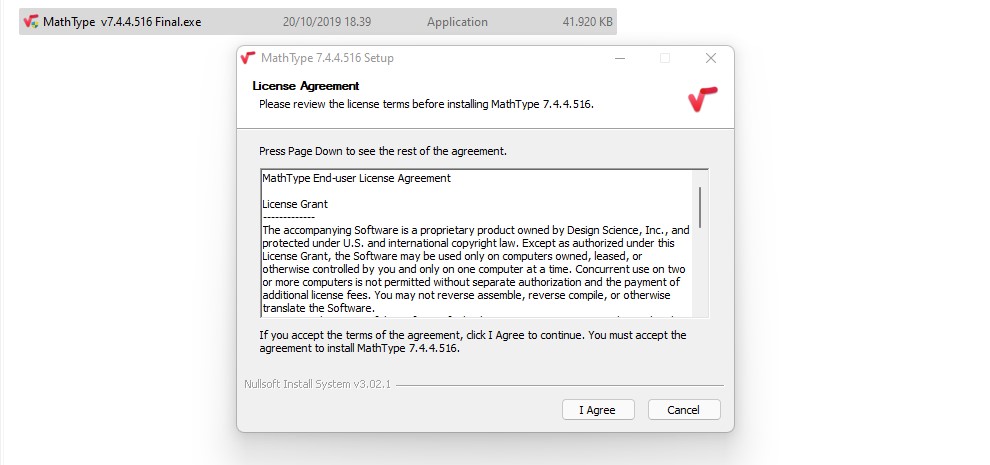 MathType  v7.4.4.516 Final.exe 20/10/2019 18.39 Application 41.920 KB
MathType 7.4.4.516 Setup
License Agreement
Please review the license terms before installing MathType 7.4.4.516.
Press Page Down to see the rest of the agreement.
MathType End-user License Agreement
License Grant
-------------
The accompanying Software is a proprietary product owned by Design Science, Inc., and
protected under U.S. and international copyright law. Except as authorized under this
License Grant, the Software may be used only on computers owned, leased, or
otherwise controlled by you and only on one computer at a time. Concurrent use on two
or more computers is not permitted without separate authorization and the payment of
additional license fees. You may not reverse assemble, reverse compile, or otherwise
translate the Software.
If you accept the terms of the agreement, click I Agree to continue. You must accept the
agreement to install MathType 7.4.4.516.
Nullsoft Install System v3.02.1
I Agree Cancel